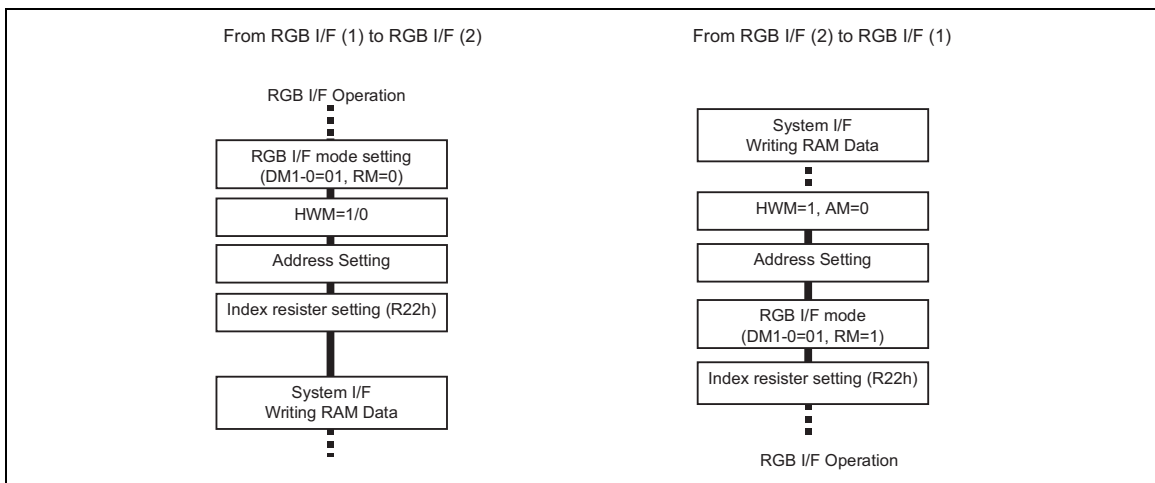 From RGB I/F (1) to RGB I/F (2)
RGB I/F Operation
RGB I/F mode setting
(DM1-0=01, RM=0)
HWM=1/0
Address Setting
Index resister setting (R22h)
System I/F
Writing RAM Data
From RGB I/F (2) to RGB I/F (1)
System I/F
Writing RAM Data
HWM=1, AM=0
Address Setting
RGB I/F mode
(DM1-0=01, RM=1)
Index resister setting (R22h)
RGB I/F Operation